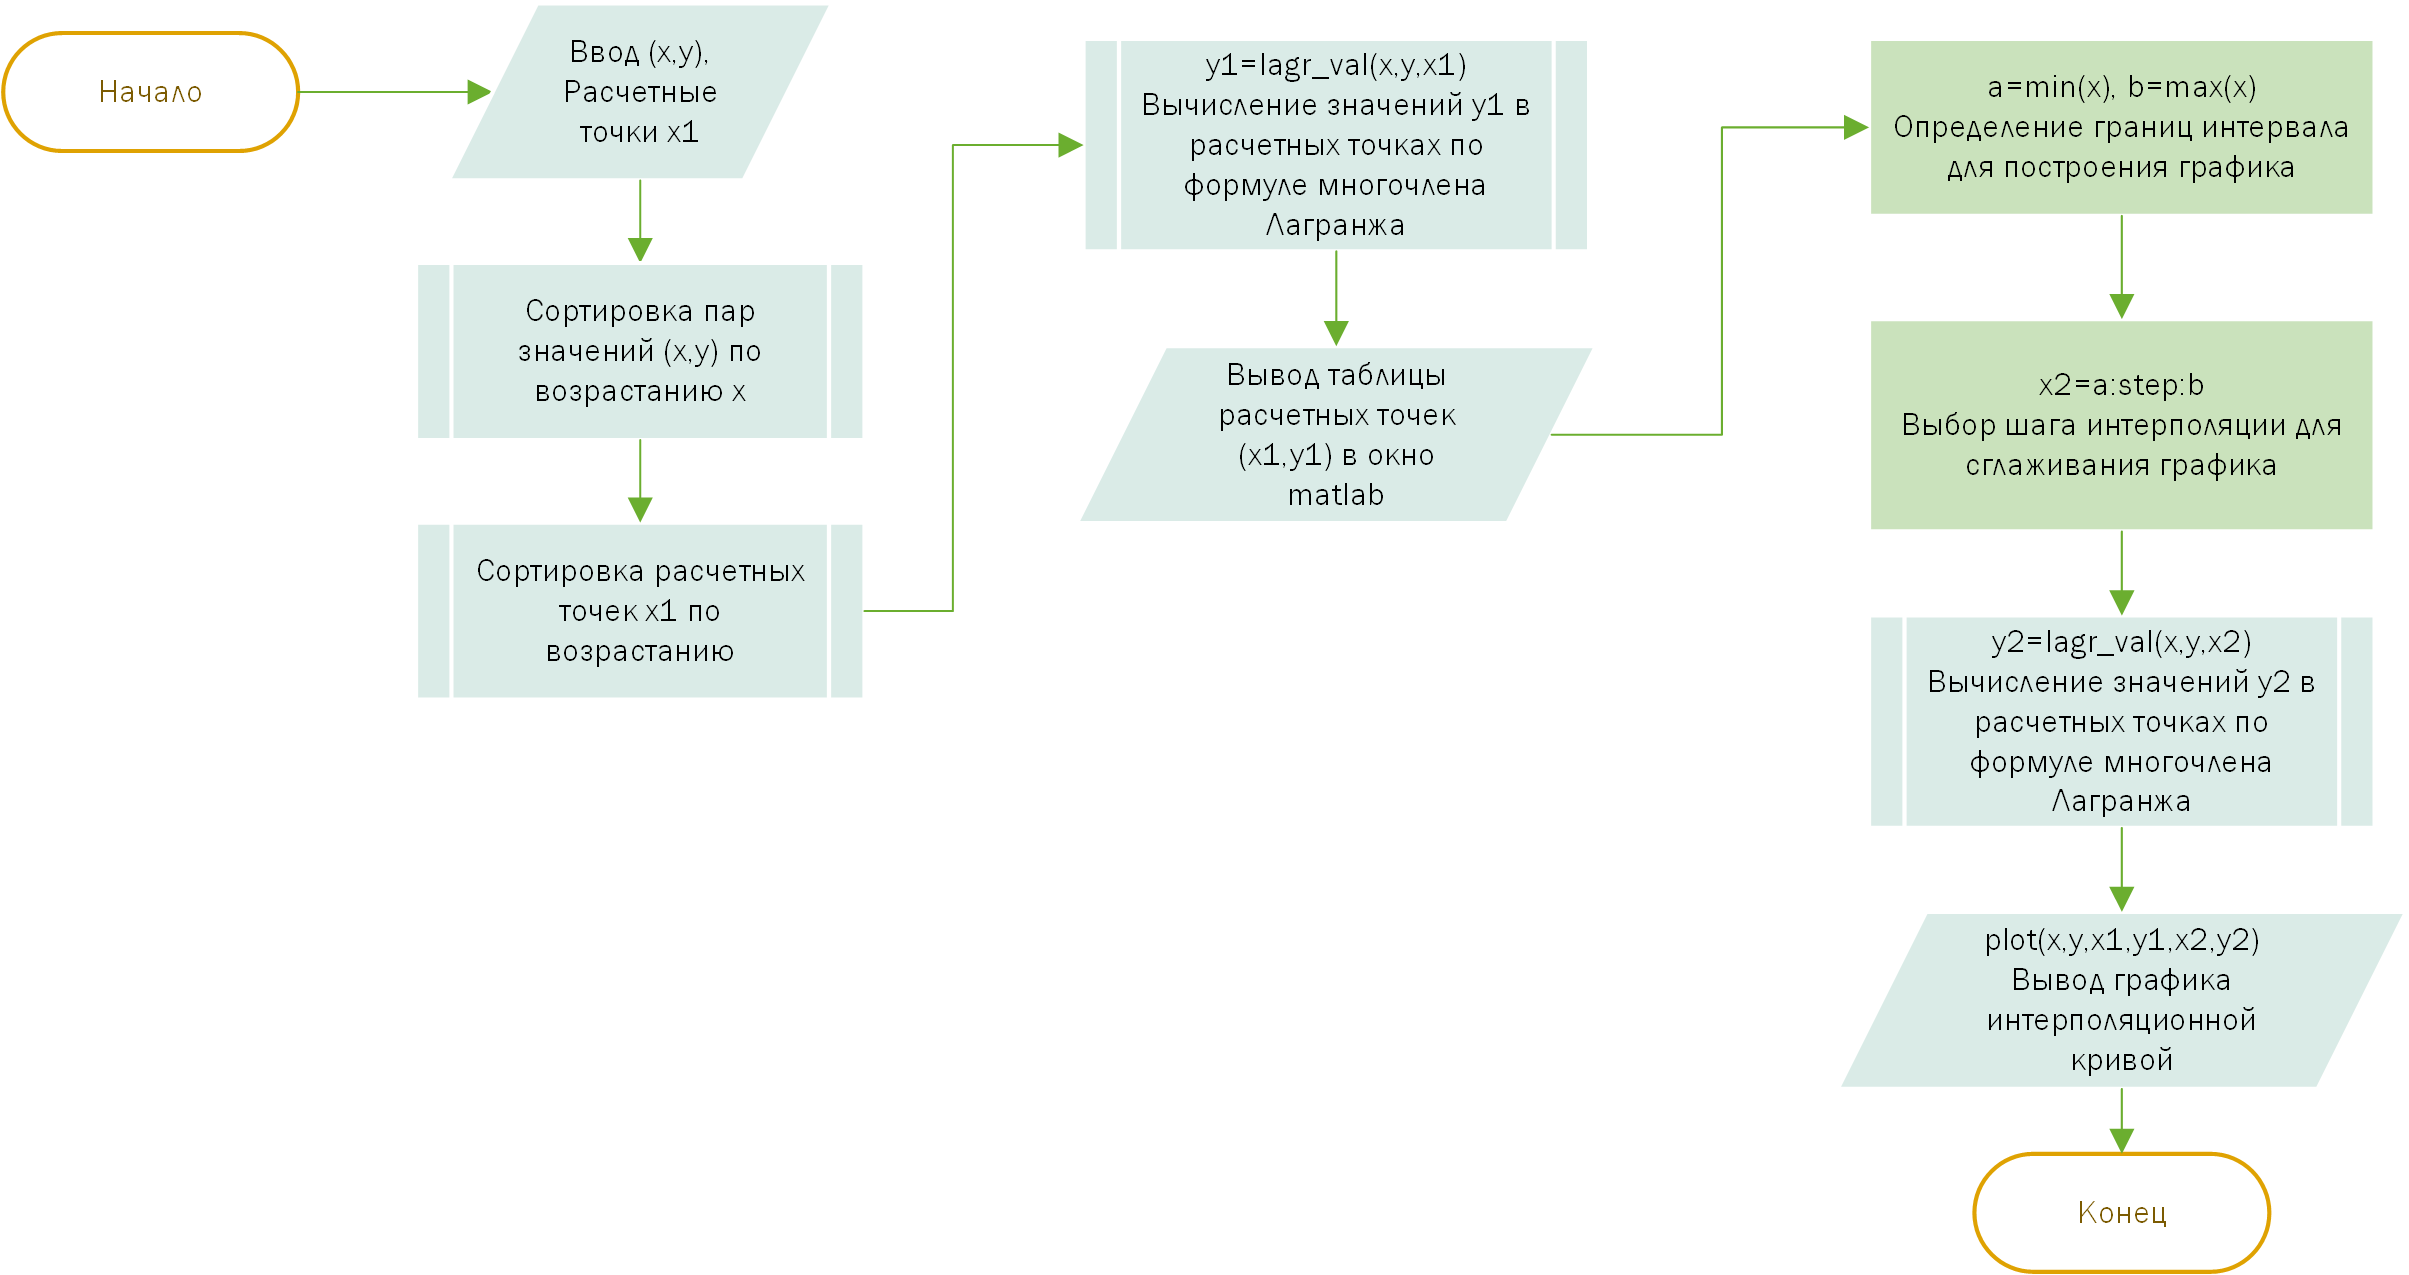 Начало
Ввод (x,y),
Расчетные
точки x1
Сортировка пар
значений (x,y) по
возрастанию x
Сортировка расчетных
точек x1 по
возрастанию
y1=lagr_val(x,y,x1)
Вычисление значений y1 в
расчетных точках по
формуле многочлена
Лагранжа
Вывод таблицы
расчетных точек
(x1,y1) в окно
matlab
a=min(x), b=max(x)
Определение границ интервала
для построения графика
x2=a:step:b
Выбор шага интерполяции для
сглаживания графика
y2=lagr_val(x,y,x2)
Вычисление значений y2 в
расчетных точках по
формуле многочлена
Лагранжа
plot(x,y,x1,y1,x2,y2)
Вывод графика
интерполяционной
кривой
Конец